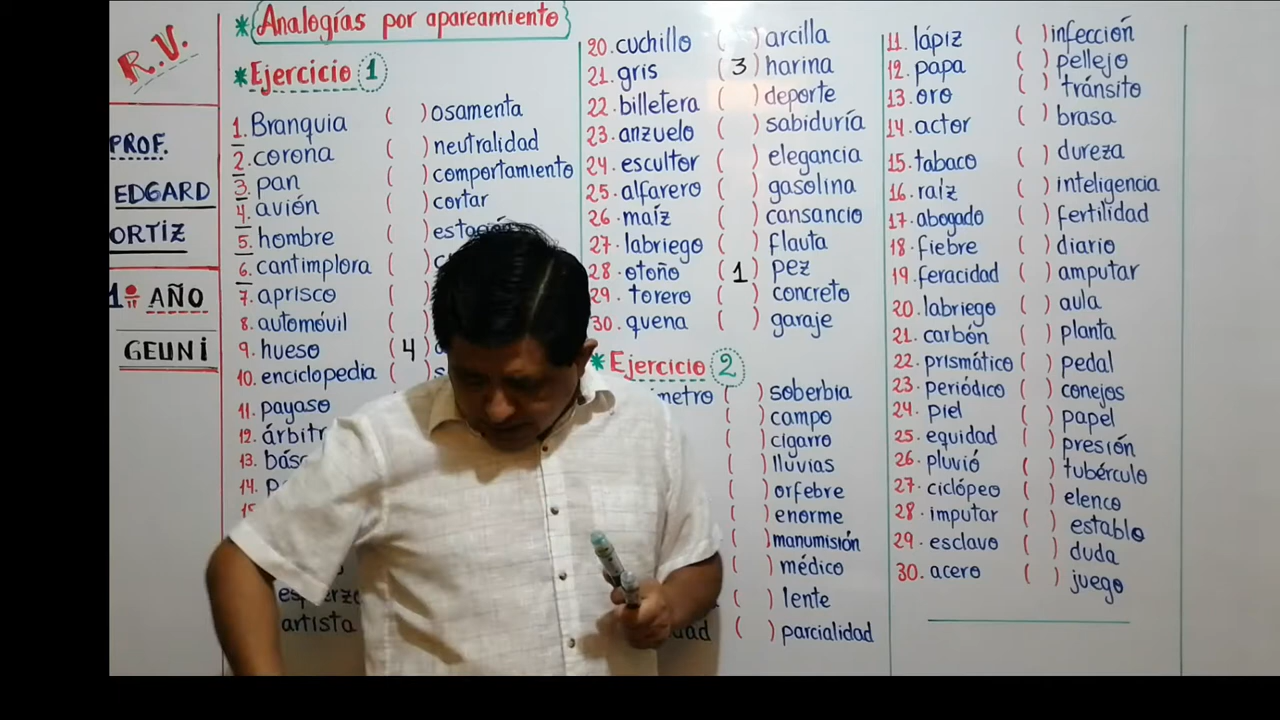 R.V.
PROF.
EDGARD
ORTIZ
1º AÑO
GEUNI
* Analogías por apareamiento
* Ejercicio 1
1. Branquia ( ) osamenta
2. corona ( ) neutralidad
3. pan ( ) comportamiento
4. avión ( ) cortar
5. hombre ( )
6. cantimplora ( )
7. aprisco ( )
8. automóvil ( )
9. hueso ( 4 )
10. enciclopedia ( )
11. payaso
12.
13.
14.
artista
20. cuchillo ( ) arcilla
21. gris ( 3 ) harina
22. billetera ( ) deporte
23. anzuelo ( ) sabiduría
24. escultor ( ) elegancia
25. alfarero ( ) gasolina
26. maíz ( ) cansancio
27. labriego ( ) flauta
28. otoño ( 1 ) pez
29. torero ( ) concreto
30. quena ( ) garaje
* Ejercicio 2
( ) soberbia
( ) campo
( ) cigarro
( ) lluvias
( ) orfebre
( ) enorme
( ) manumisión
( ) médico
( ) lente
( ) parcialidad
11. lápiz ( ) infección
12. papa ( ) pellejo
13. oro ( ) tránsito
14. actor ( ) brasa
15. tabaco ( ) dureza
16. raíz ( ) inteligencia
17. abogado ( ) fertilidad
18. fiebre ( ) diario
19. feracidad ( ) amputar
20. labriego ( ) aula
21. carbón ( ) planta
22. prismático ( ) pedal
23. periódico ( ) conejos
24. piel ( ) papel
25. equidad ( ) presión
26. pluvió ( ) tubérculo
27. ciclópeo ( ) elenco
28. imputar ( ) establo
29. esclavo ( ) duda
30. acero ( ) juego